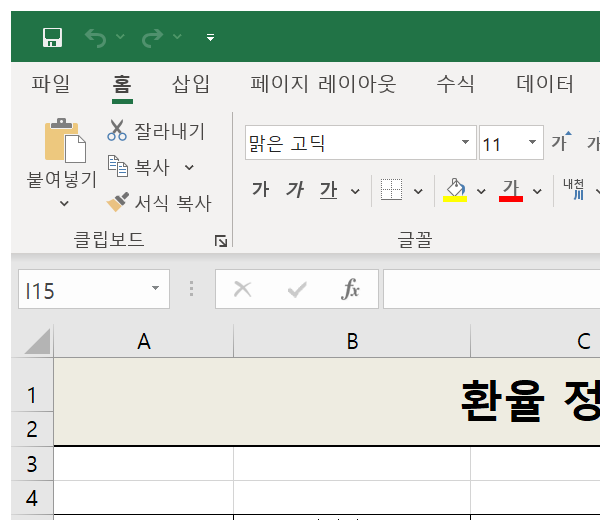 파일 홈 삽입 페이지 레이아웃 수식 데이터
잘라내기
복사
서식 복사
붙여넣기
클립보드
맑은 고딕 11 가 가
가 가 가 가 내천
川
글꼴
I15 fx
A B C
1
환율 정
2
3
4